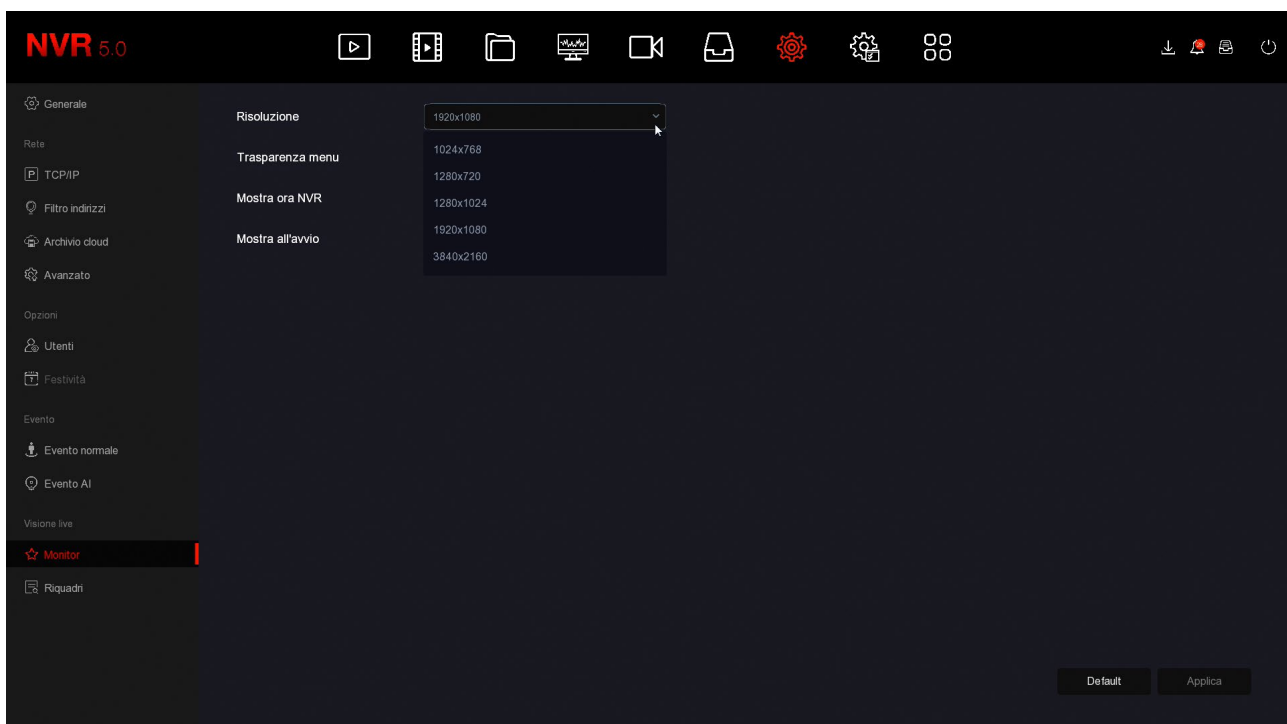 NVR 5.0
Generale
Rete
TCP/IP
Filtro indirizzi
Archivio cloud
Avanzato
Opzioni
Utenti
Festività
Evento
Evento normale
Evento AI
Visione live
Monitor
Riquadri
Risoluzione
1920x1080
Trasparenza menu
Mostra ora NVR
Mostra all'avvio
1024x768
1280x720
1280x1024
1920x1080
3840x2160
Default
Applica